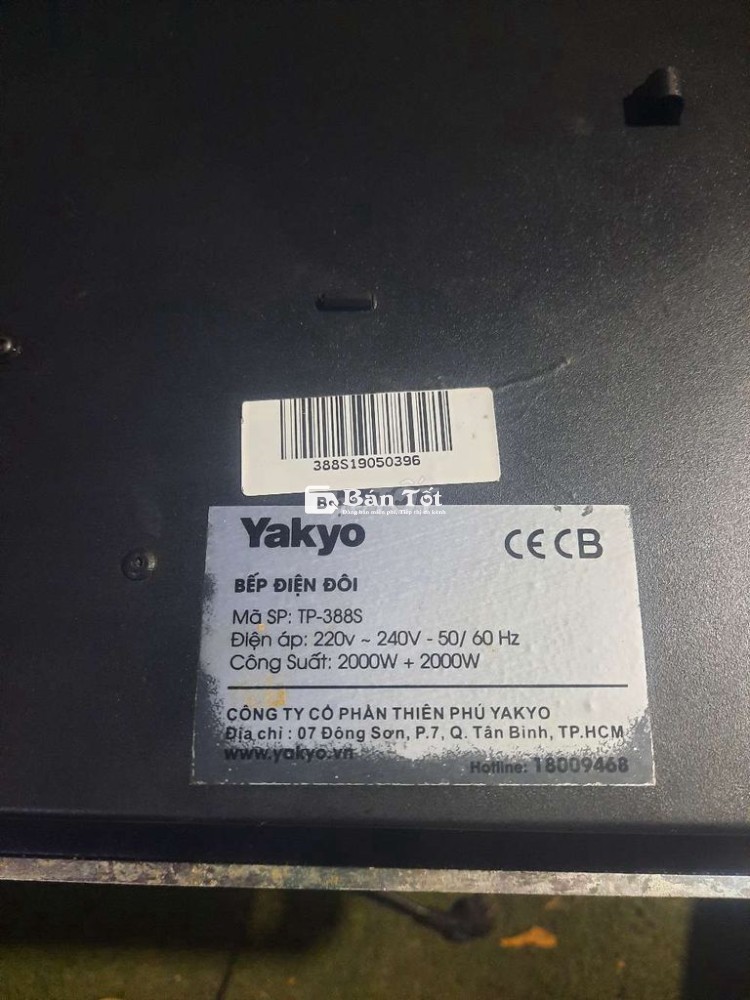 388S19050396
Bán Tốt
Yakyo
CE CB
BẾP ĐIỆN ĐÔI
Mã SP: TP-388S
Điện áp: 220v ~ 240V - 50/ 60 Hz
Công Suất: 2000W + 2000W
CÔNG TY CỔ PHẦN THIÊN PHÚ YAKYO
Địa chỉ : 07 Đông Sơn, P.7, Q. Tân Bình, TP.HCM
www.yakyo.vn
Hotline: 18009468